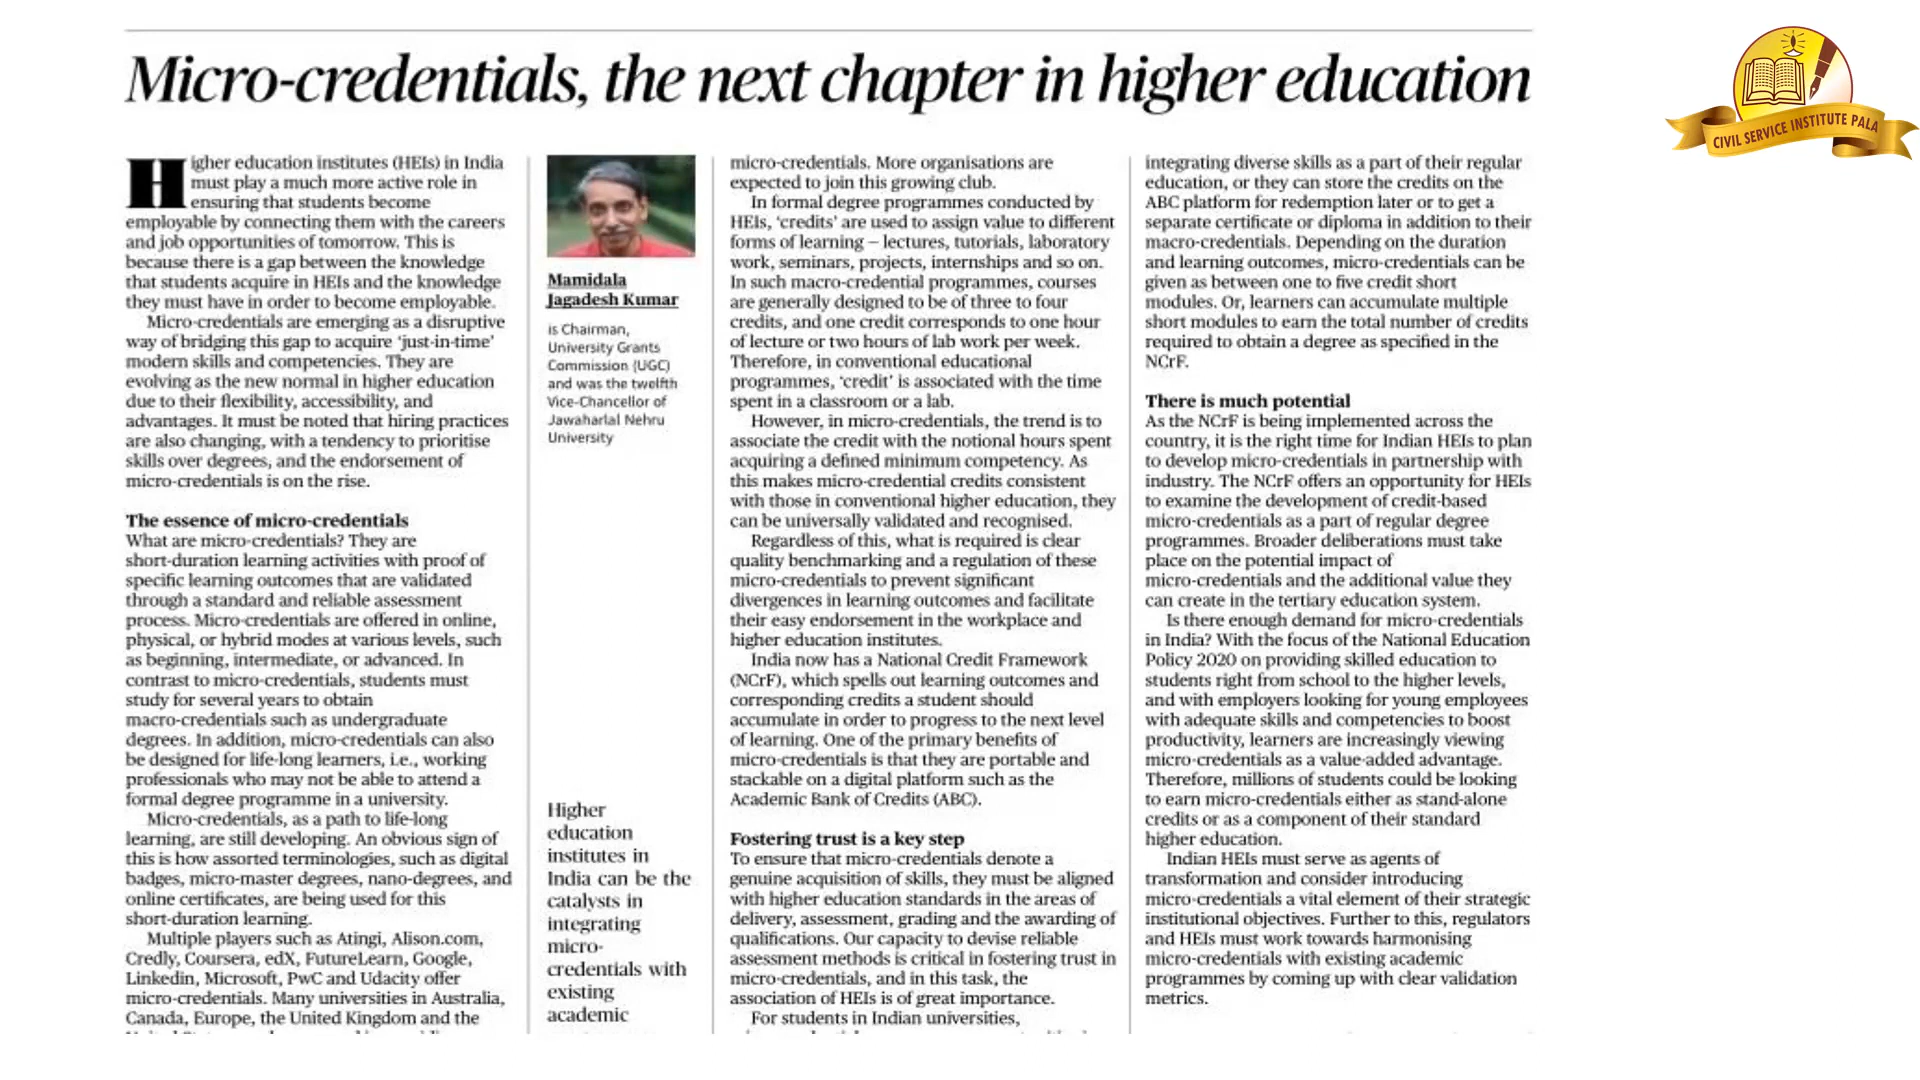 Micro-credentials, the next chapter in higher education
Higher education institutes (HEIs) in India
must play a much more active role in
ensuring that students become
employable by connecting them with the careers
and job opportunities of tomorrow. This is
because there is a gap between the knowledge
that students acquire in HEIs and the knowledge
they must have in order to become employable.
Micro-credentials are emerging as a disruptive
way of bridging this gap to acquire ‘just-in-time’
modern skills and competencies. They are
evolving as the new normal in higher education
due to their flexibility, accessibility, and
advantages. It must be noted that hiring practices
are also changing, with a tendency to prioritise
skills over degrees, and the endorsement of
micro-credentials is on the rise.
The essence of micro-credentials
What are micro-credentials? They are
short-duration learning activities with proof of
specific learning outcomes that are validated
through a standard and reliable assessment
process. Micro-credentials are offered in online,
physical, or hybrid modes at various levels, such
as beginning, intermediate, or advanced. In
contrast to micro-credentials, students must
study for several years to obtain
macro-credentials such as undergraduate
degrees. In addition, micro-credentials can also
be designed for life-long learners, i.e., working
professionals who may not be able to attend a
formal degree programme in a university.
Micro-credentials, as a path to life-long
learning, are still developing. An obvious sign of
this is how assorted terminologies, such as digital
badges, micro-master degrees, nano-degrees, and
online certificates, are being used for this
short-duration learning.
Multiple players such as Atingi, Alison.com,
Credly, Coursera, edX, FutureLearn, Google,
Linkedin, Microsoft, PwC and Udacity offer
micro-credentials. Many universities in Australia,
Canada, Europe, the United Kingdom and the
Mamidala
Jagadesh Kumar
is Chairman,
University Grants
Commission (UGC)
and was the twelfth
Vice-Chancellor of
Jawaharlal Nehru
University
Higher
education
institutes in
India can be the
catalysts in
integrating
micro-
credentials with
existing
academic
micro-credentials. More organisations are
expected to join this growing club.
In formal degree programmes conducted by
HEIs, ‘credits’ are used to assign value to different
forms of learning – lectures, tutorials, laboratory
work, seminars, projects, internships and so on.
In such macro-credential programmes, courses
are generally designed to be of three to four
credits, and one credit corresponds to one hour
of lecture or two hours of lab work per week.
Therefore, in conventional educational
programmes, ‘credit’ is associated with the time
spent in a classroom or a lab.
However, in micro-credentials, the trend is to
associate the credit with the notional hours spent
acquiring a defined minimum competency. As
this makes micro-credential credits consistent
with those in conventional higher education, they
can be universally validated and recognised.
Regardless of this, what is required is clear
quality benchmarking and a regulation of these
micro-credentials to prevent significant
divergences in learning outcomes and facilitate
their easy endorsement in the workplace and
higher education institutes.
India now has a National Credit Framework
(NCrF), which spells out learning outcomes and
corresponding credits a student should
accumulate in order to progress to the next level
of learning. One of the primary benefits of
micro-credentials is that they are portable and
stackable on a digital platform such as the
Academic Bank of Credits (ABC).
Fostering trust is a key step
To ensure that micro-credentials denote a
genuine acquisition of skills, they must be aligned
with higher education standards in the areas of
delivery, assessment, grading and the awarding of
qualifications. Our capacity to devise reliable
assessment methods is critical in fostering trust in
micro-credentials, and in this task, the
association of HEIs is of great importance.
For students in Indian universities,
integrating diverse skills as a part of their regular
education, or they can store the credits on the
ABC platform for redemption later or to get a
separate certificate or diploma in addition to their
macro-credentials. Depending on the duration
and learning outcomes, micro-credentials can be
given as between one to five credit short
modules. Or, learners can accumulate multiple
short modules to earn the total number of credits
required to obtain a degree as specified in the
NCrF.
There is much potential
As the NCrF is being implemented across the
country, it is the right time for Indian HEIs to plan
to develop micro-credentials in partnership with
industry. The NCrF offers an opportunity for HEIs
to examine the development of credit-based
micro-credentials as a part of regular degree
programmes. Broader deliberations must take
place on the potential impact of
micro-credentials and the additional value they
can create in the tertiary education system.
Is there enough demand for micro-credentials
in India? With the focus of the National Education
Policy 2020 on providing skilled education to
students right from school to the higher levels,
and with employers looking for young employees
with adequate skills and competencies to boost
productivity, learners are increasingly viewing
micro-credentials as a value-added advantage.
Therefore, millions of students could be looking
to earn micro-credentials either as stand-alone
credits or as a component of their standard
higher education.
Indian HEIs must serve as agents of
transformation and consider introducing
micro-credentials a vital element of their strategic
institutional objectives. Further to this, regulators
and HEIs must work towards harmonising
micro-credentials with existing academic
programmes by coming up with clear validation
metrics.
CIVIL SERVICE INSTITUTE PALA